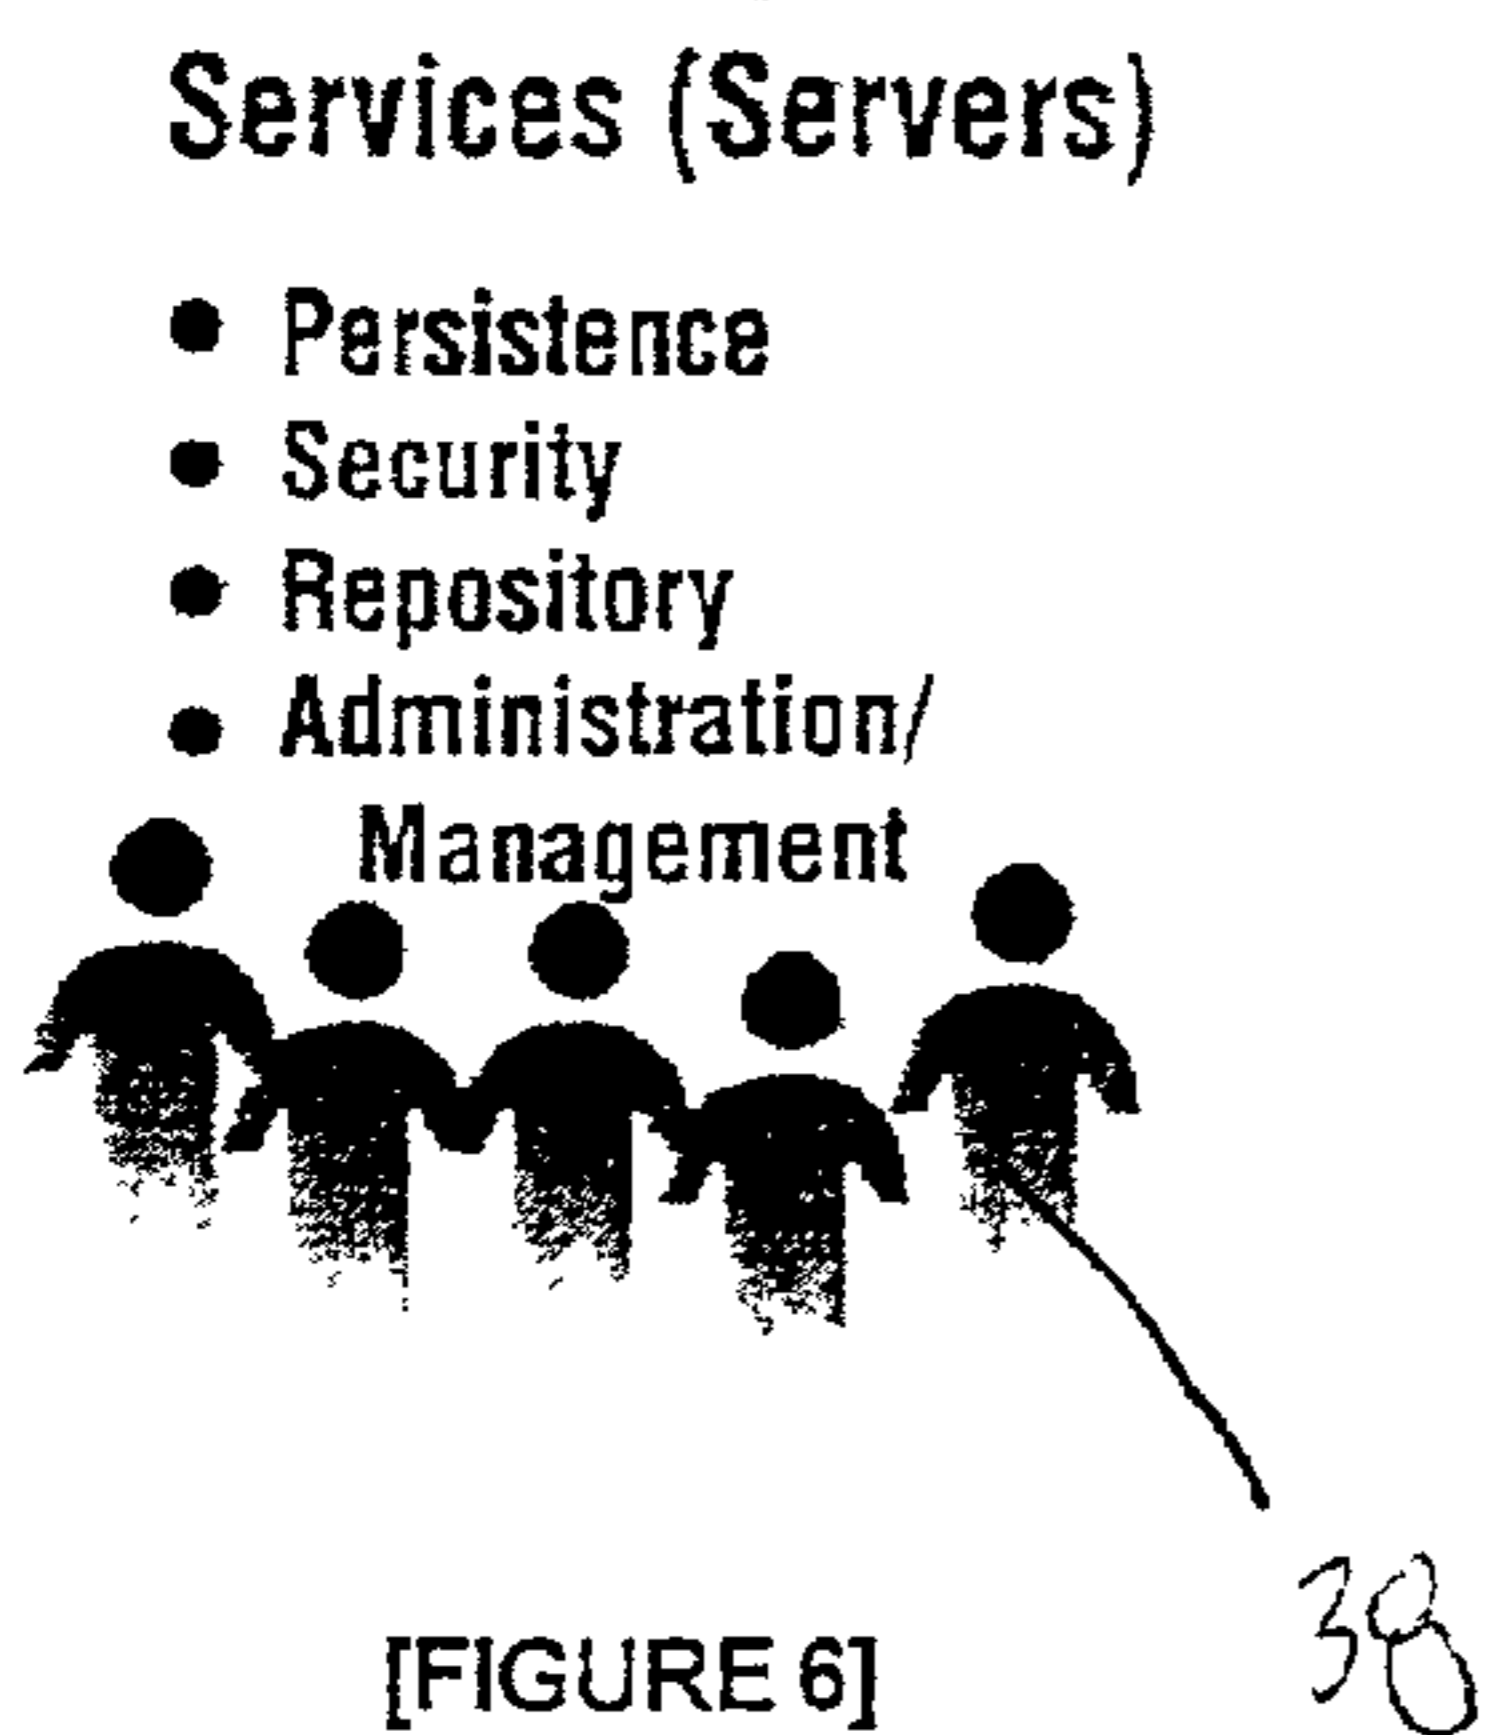 Services (Servers)
● Persistence
● Security
● Repository
● Administration/
Management
[FIGURE 6]
38